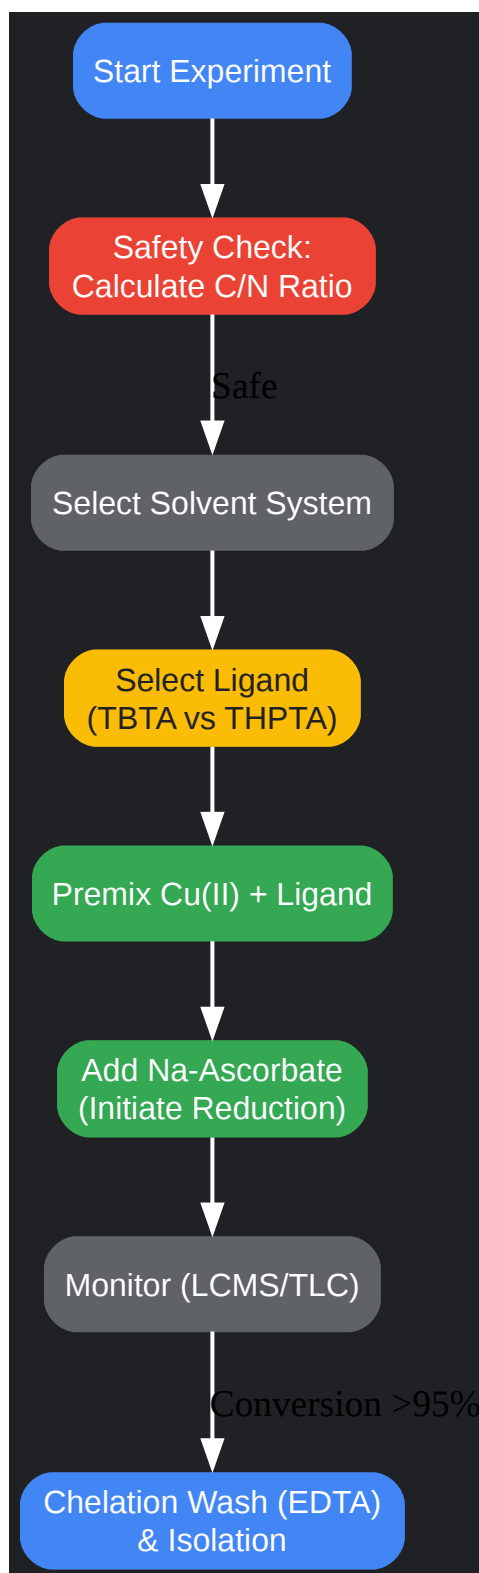 Start Experiment
Safety Check:
Calculate C/N Ratio
Safe
Select Solvent System
Select Ligand
(TBTA vs THPTA)
Premix Cu(II) + Ligand
Add Na-Ascorbate
(Initiate Reduction)
Monitor (LCMS/TLC)
Conversion >95%
Chelation Wash (EDTA)
& Isolation